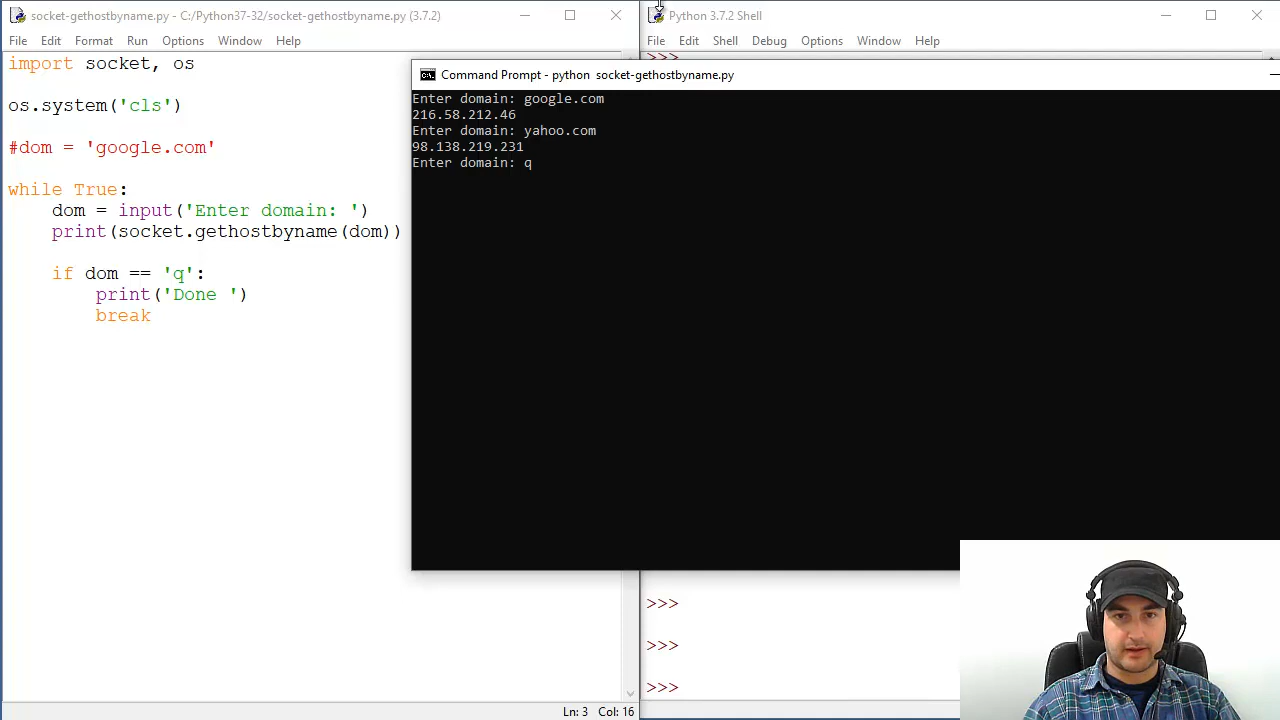 socket-gethostbyname.py - C:/Python37-32/socket-gethostbyname.py (3.7.2)
File Edit Format Run Options Window Help
import socket, os
os.system('cls')
#dom = 'google.com'
while True:
dom = input('Enter domain: ')
print(socket.gethostbyname(dom))
if dom == 'q':
print('Done ')
break
Ln: 3 Col: 16
Python 3.7.2 Shell
File Edit Shell Debug Options Window Help
>>>
Command Prompt - python socket-gethostbyname.py
Enter domain: google.com
216.58.212.46
Enter domain: yahoo.com
98.138.219.231
Enter domain: q
>>>
>>>
>>>